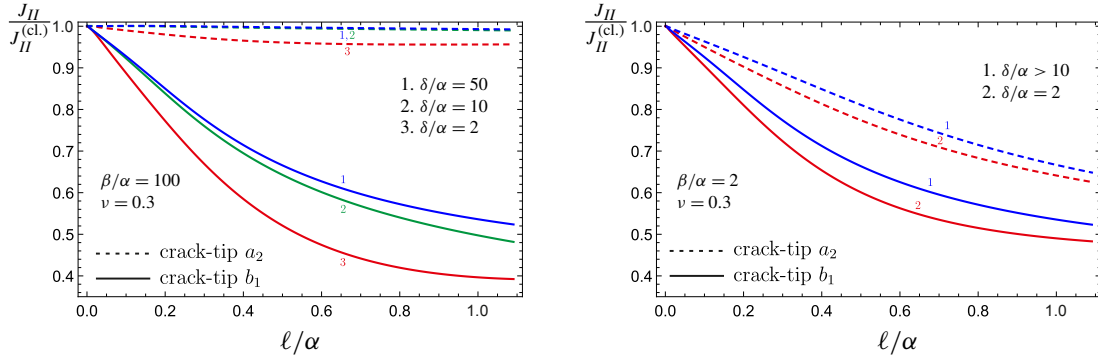 J_II / J_II^(cl.)
1.0
0.9
0.8
0.7
0.6
0.5
0.4
1,2
3
1. δ/α = 50
2. δ/α = 10
3. δ/α = 2
β/α = 100
ν = 0.3
1
2
3
crack-tip a₂
crack-tip b₁
0.0 0.2 0.4 0.6 0.8 1.0
ℓ/α
J_II / J_II^(cl.)
1.0
0.9
0.8
0.7
0.6
0.5
0.4
1. δ/α > 10
2. δ/α = 2
1
2
β/α = 2
ν = 0.3
1
2
crack-tip a₂
crack-tip b₁
0.0 0.2 0.4 0.6 0.8 1.0
ℓ/α